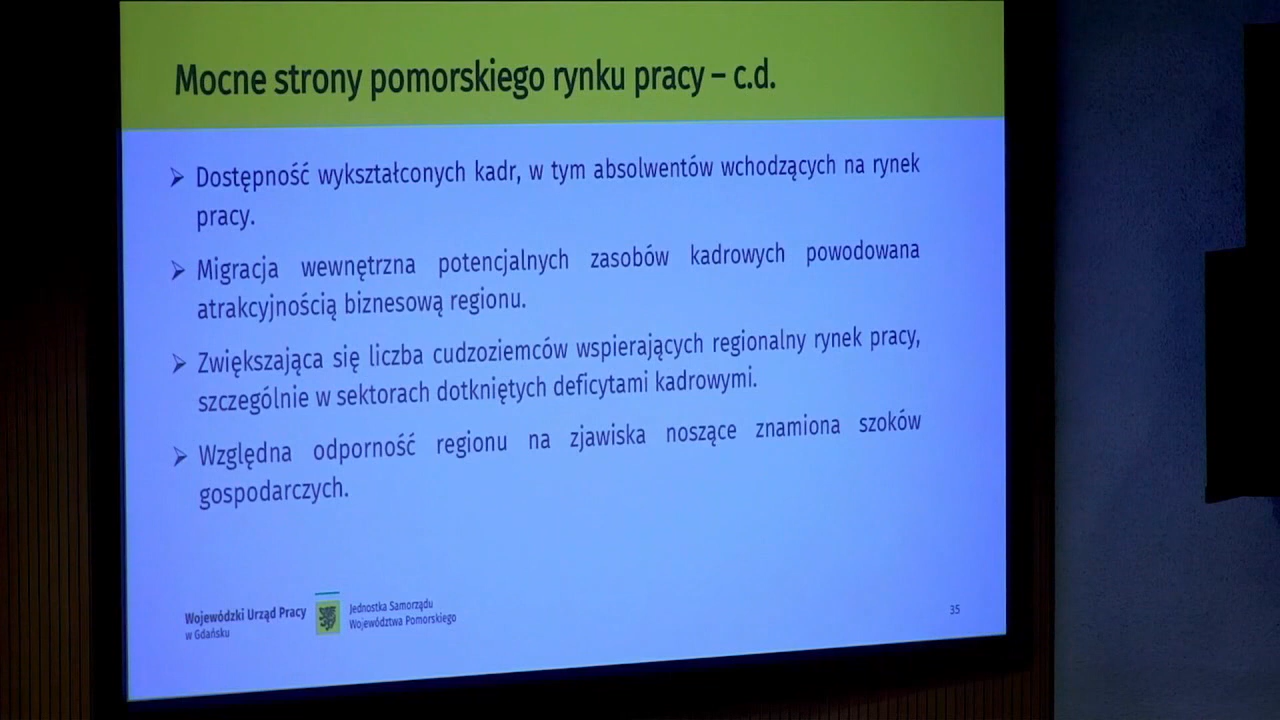 Mocne strony pomorskiego rynku pracy – c.d.
➢ Dostępność wykształconych kadr, w tym absolwentów wchodzących na rynek
pracy.
➢ Migracja wewnętrzna potencjalnych zasobów kadrowych powodowana
atrakcyjnością biznesową regionu.
➢ Zwiększająca się liczba cudzoziemców wspierających regionalny rynek pracy,
szczególnie w sektorach dotkniętych deficytami kadrowymi.
➢ Względna odporność regionu na zjawiska noszące znamiona szoków
gospodarczych.
Wojewódzki Urząd Pracy
w Gdańsku
Jednostka Samorządu
Województwa Pomorskiego
35